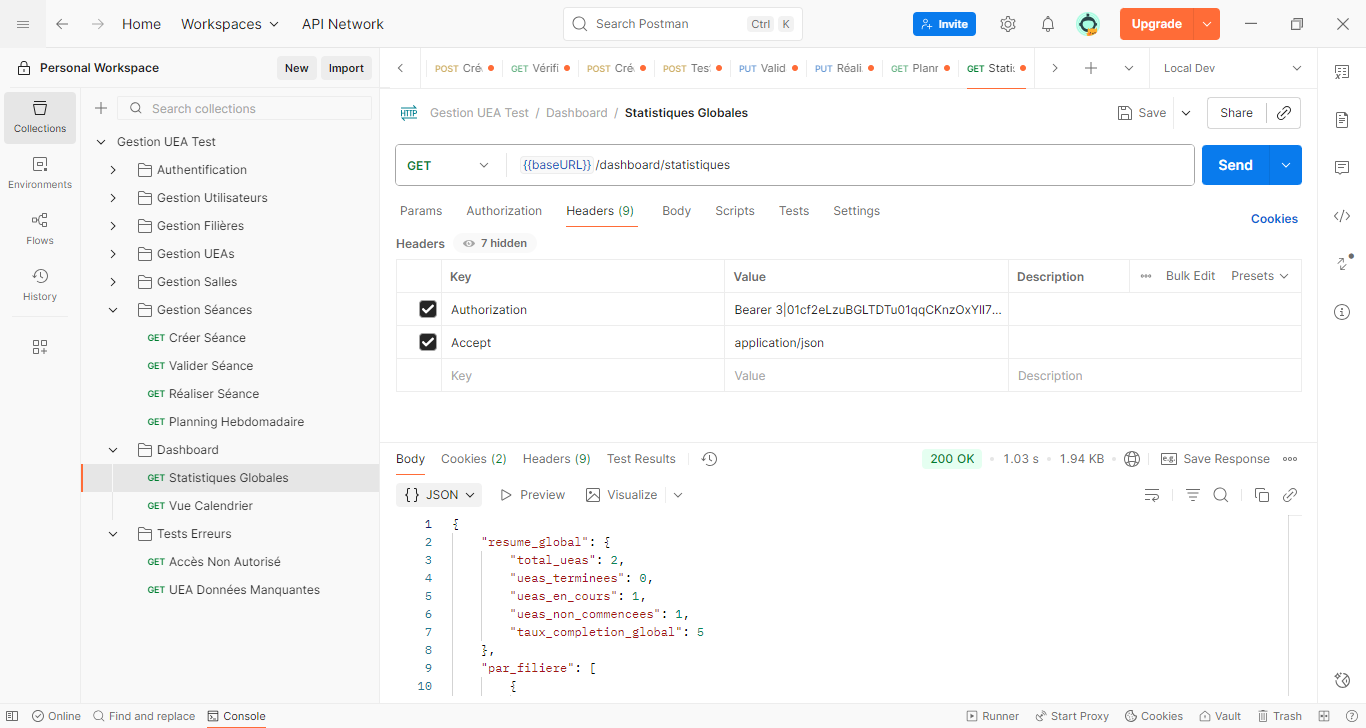 Home Workspaces API Network Search Postman Ctrl K Invite Upgrade
Personal Workspace New Import
POST Cré GET Vérifi POST Cré POST Tes PUT Valid PUT Réali GET Planr GET Statis Local Dev
Collections
Environments
Flows
History
Search collections
Gestion UEA Test
Authentification
Gestion Utilisateurs
Gestion Filières
Gestion UEAs
Gestion Salles
Gestion Séances
GET Créer Séance
GET Valider Séance
GET Réaliser Séance
GET Planning Hebdomadaire
Dashboard
GET Statistiques Globales
GET Vue Calendrier
Tests Erreurs
GET Accès Non Autorisé
GET UEA Données Manquantes
HTTP Gestion UEA Test / Dashboard / Statistiques Globales Save Share
GET {{baseURL}} /dashboard/statistiques Send
Params Authorization Headers (9) Body Scripts Tests Settings Cookies
Headers 7 hidden
Key Value Description Bulk Edit Presets
Authorization Bearer 3|01cf2eLzuBGLTDTu01qqCKnzOxYlI7...
Accept application/json
Key Value Description
Body Cookies (2) Headers (9) Test Results 200 OK 1.03 s 1.94 KB e.g. Save Response
{} JSON Preview Visualize
1 {
2 "resume_global": {
3 "total_ueas": 2,
4 "ueas_terminees": 0,
5 "ueas_en_cours": 1,
6 "ueas_non_commencees": 1,
7 "taux_completion_global": 5
8 },
9 "par_filiere": [
10 {
Online Find and replace Console Runner Start Proxy Cookies Vault Trash